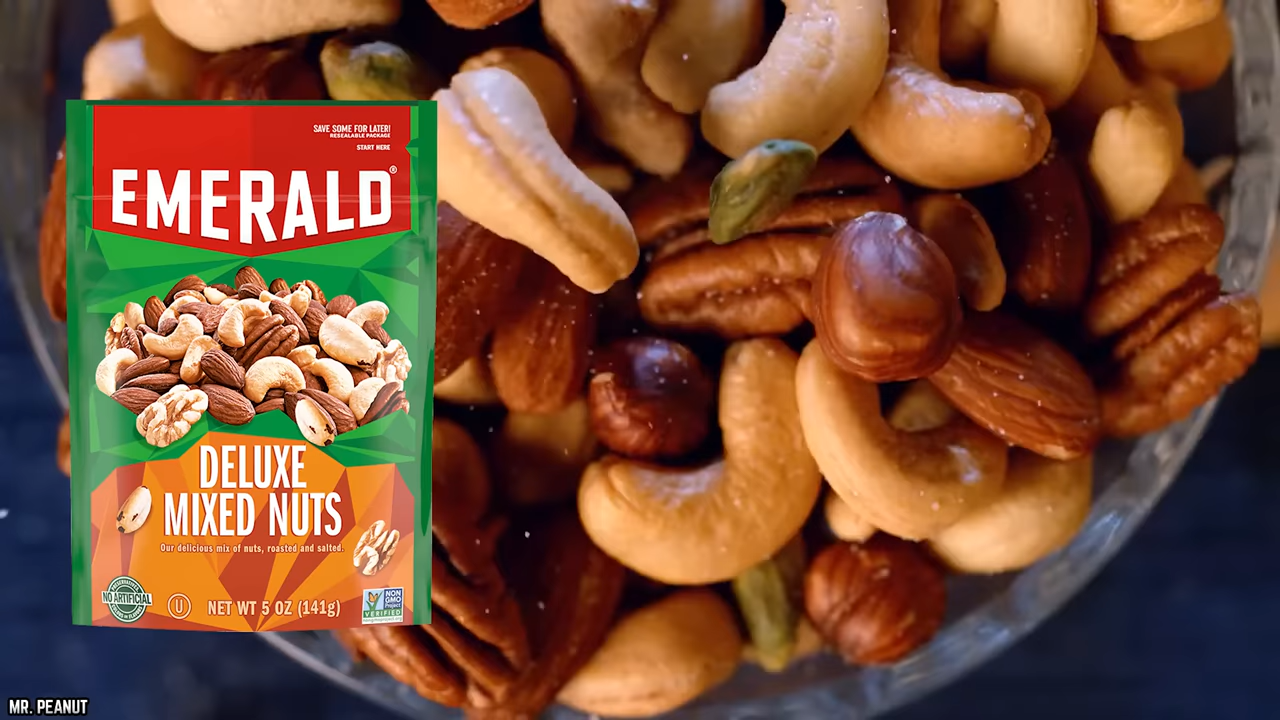 SAVE SOME FOR LATER!
RESEALABLE PACKAGE
START HERE
EMERALD®
DELUXE
MIXED NUTS
Our delicious mix of nuts, roasted and salted.
NO ARTIFICIAL
U
NET WT 5 OZ (141g)
NON
GMO
Project
VERIFIED
MR. PEANUT